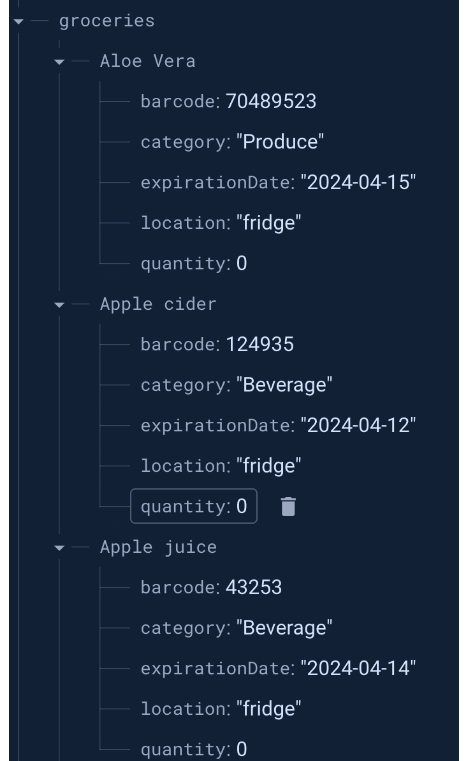 groceries
Aloe Vera
barcode: 70489523
category: "Produce"
expirationDate: "2024-04-15"
location: "fridge"
quantity: 0
Apple cider
barcode: 124935
category: "Beverage"
expirationDate: "2024-04-12"
location: "fridge"
quantity: 0
Apple juice
barcode: 43253
category: "Beverage"
expirationDate: "2024-04-14"
location: "fridge"
quantity: 0